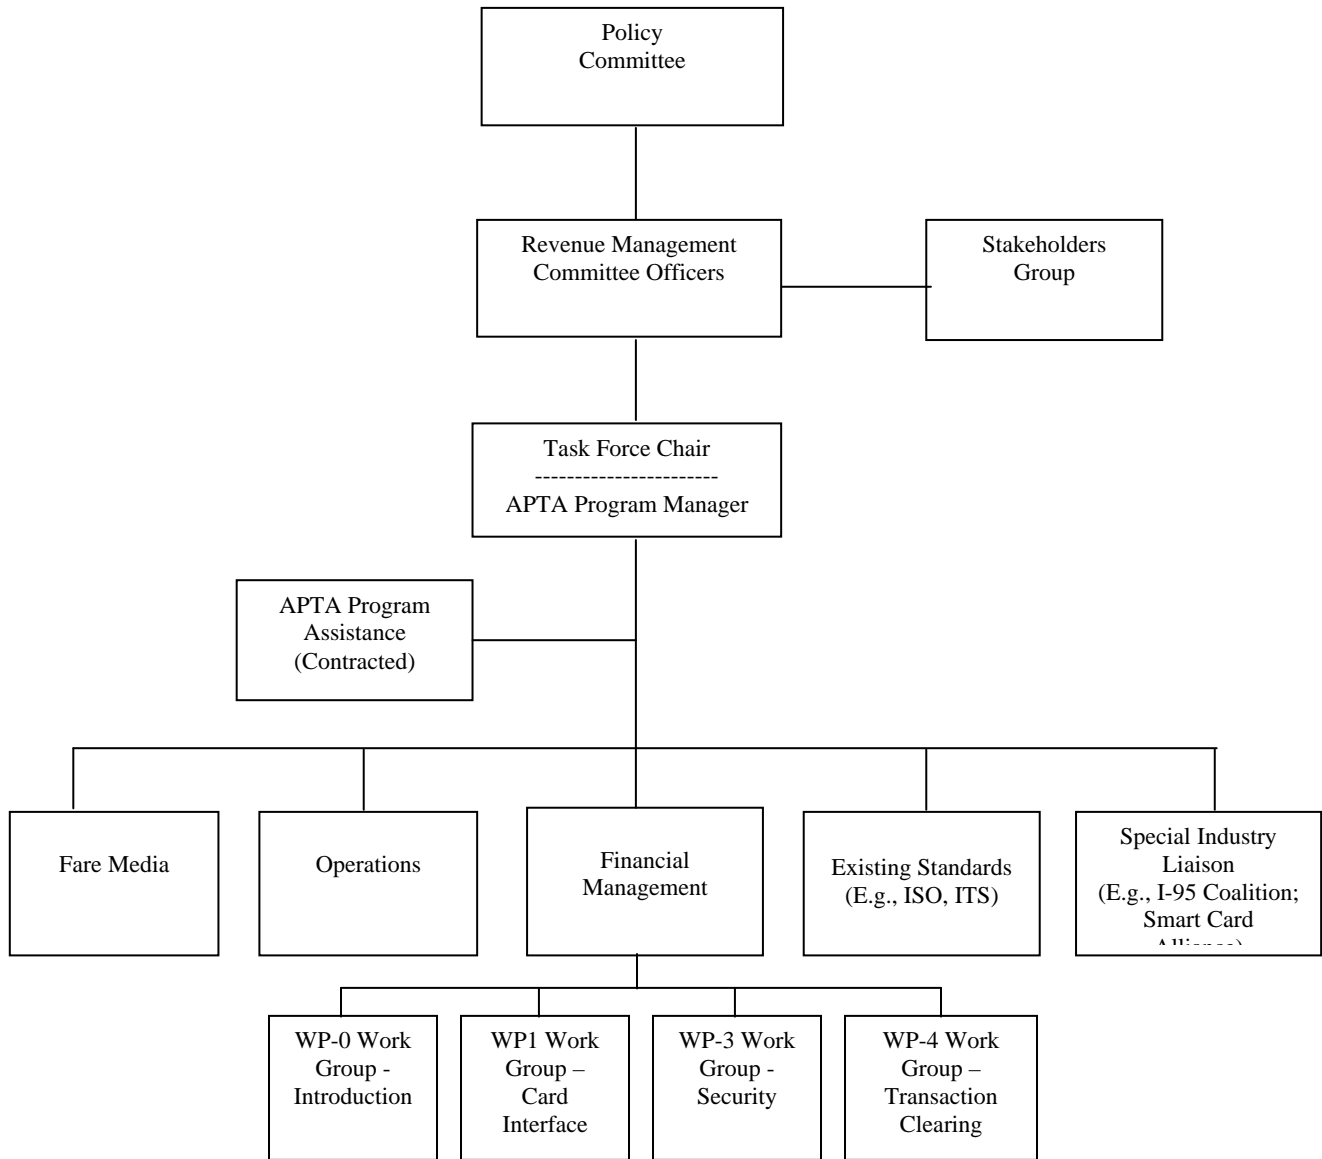 Policy
Committee
Revenue Management
Committee Officers
Stakeholders
Group
Task Force Chair
-----------------------
APTA Program Manager
APTA Program
Assistance
(Contracted)
Fare Media
Operations
Financial
Management
Existing Standards
(E.g., ISO, ITS)
Special Industry
Liaison
(E.g., I-95 Coalition;
Smart Card
Alliance)
WP-0 Work
Group -
Introduction
WP1 Work
Group –
Card
Interface
WP-3 Work
Group -
Security
WP-4 Work
Group –
Transaction
Clearing